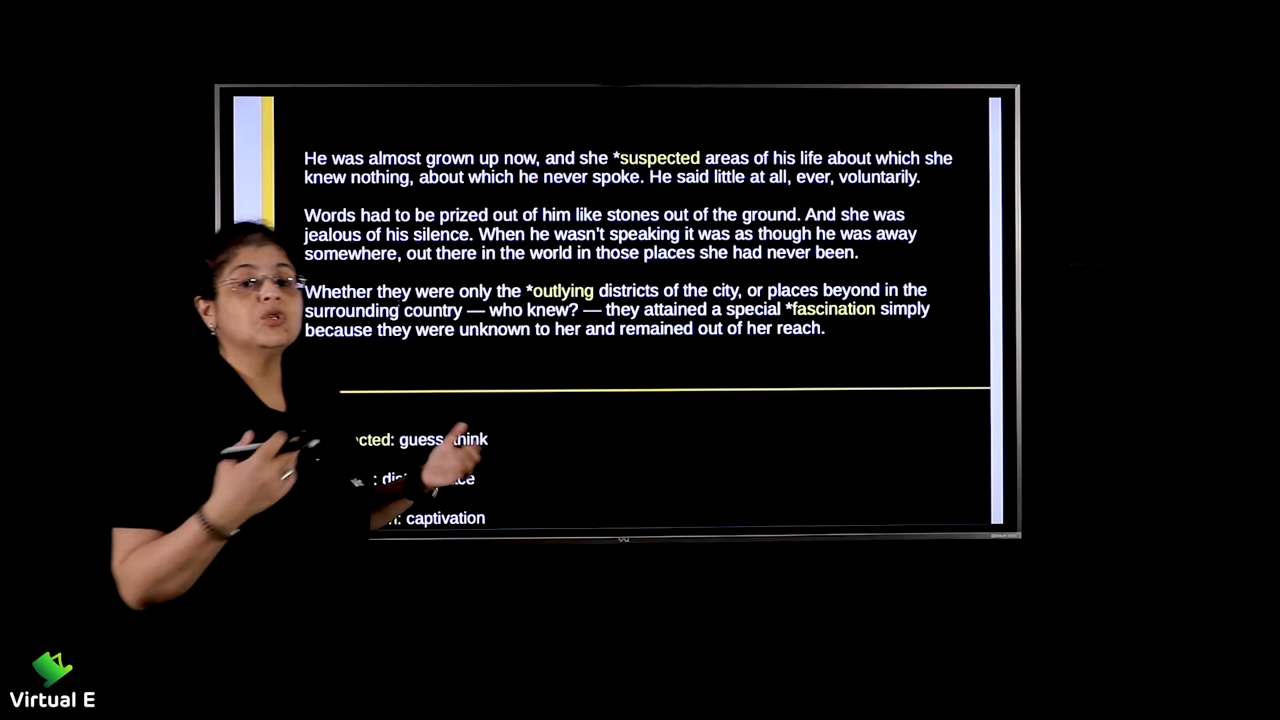 He was almost grown up now, and she *suspected areas of his life about which she
knew nothing, about which he never spoke. He said little at all, ever, voluntarily.
Words had to be prized out of him like stones out of the ground. And she was
jealous of his silence. When he wasn't speaking it was as though he was away
somewhere, out there in the world in those places she had never been.
Whether they were only the *outlying districts of the city, or places beyond in the
surrounding country — who knew? — they attained a special *fascination simply
because they were unknown to her and remained out of her reach.
guess, think
: captivation
Virtual E